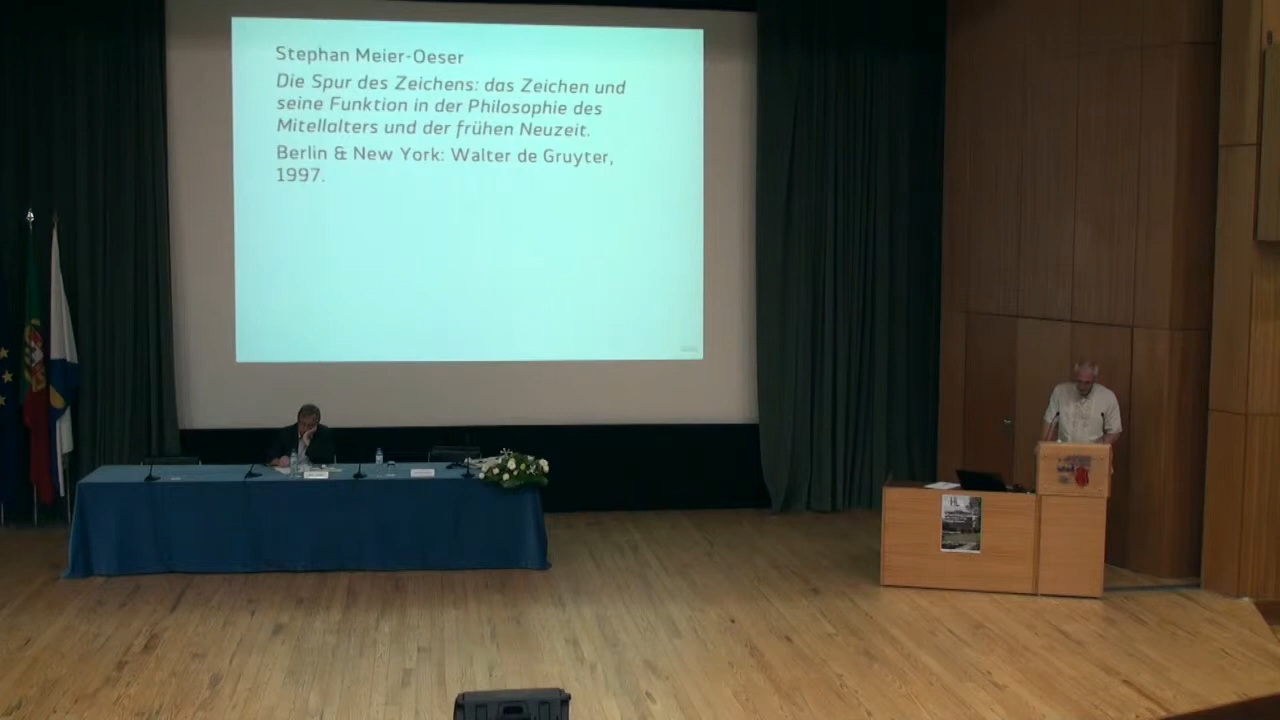 Stephan Meier-Oeser
Die Spur des Zeichens: das Zeichen und
seine Funktion in der Philosophie des
Mitellalters und der frühen Neuzeit.
Berlin & New York: Walter de Gruyter,
1997.
HL